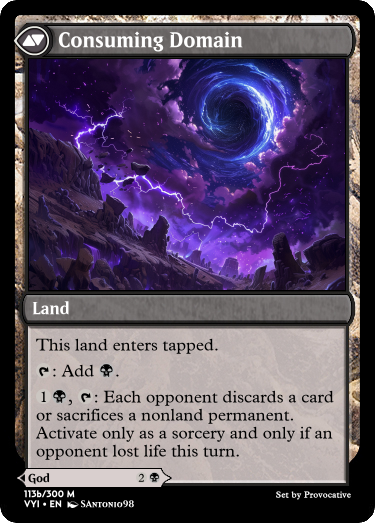 Consuming Domain
Land
This land enters tapped.
: Add .
1 , : Each opponent discards a card
or sacrifices a nonland permanent.
Activate only as a sorcery and only if an
opponent lost life this turn.
God 2
113b/300 M
VYI • EN SAntonio98
Set by Provocative